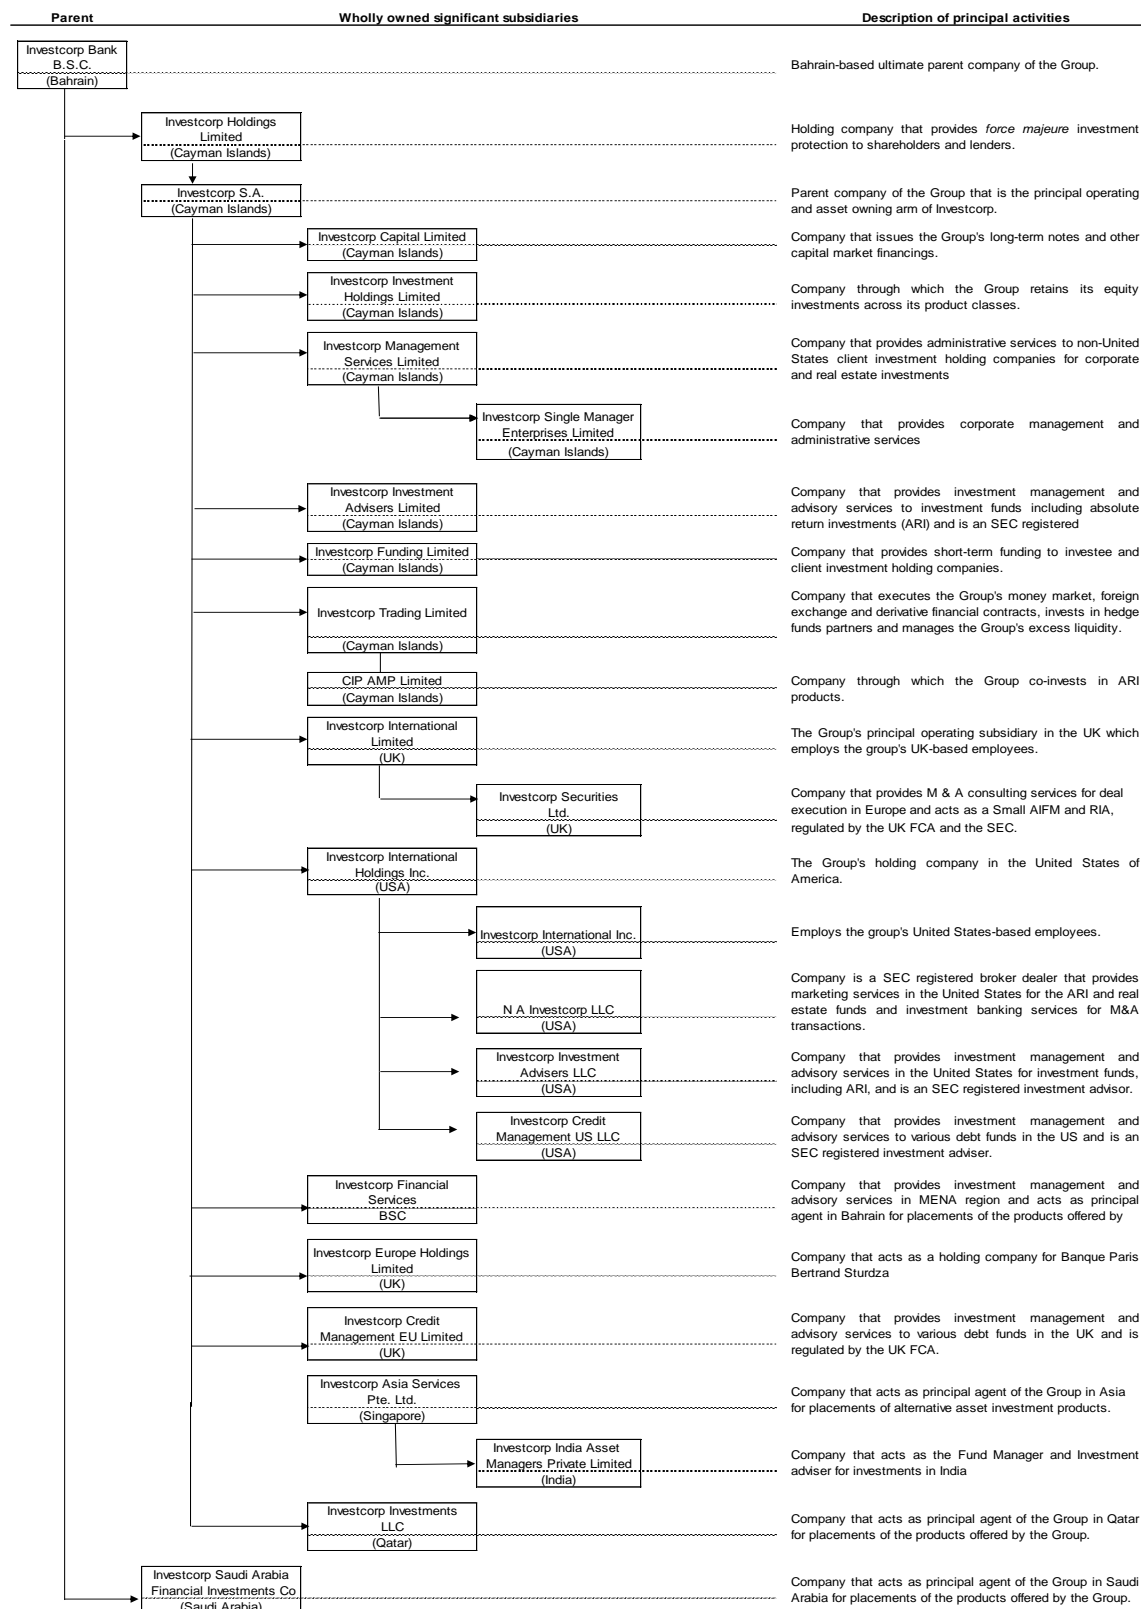 Parent Wholly owned significant subsidiaries Description of principal activities
Investcorp Bank
B.S.C.
(Bahrain)
Bahrain-based ultimate parent company of the Group.
Investcorp Holdings
Limited
(Cayman Islands)
Holding company that provides force majeure investment
protection to shareholders and lenders.
Investcorp S.A.
(Cayman Islands)
Parent company of the Group that is the principal operating
and asset owning arm of Investcorp.
Investcorp Capital Limited
(Cayman Islands)
Company that issues the Group's long-term notes and other
capital market financings.
Investcorp Investment
Holdings Limited
(Cayman Islands)
Company through which the Group retains its equity
investments across its product classes.
Investcorp Management
Services Limited
(Cayman Islands)
Company that provides administrative services to non-United
States client investment holding companies for corporate
and real estate investments
Investcorp Single Manager
Enterprises Limited
(Cayman Islands)
Company that provides corporate management and
administrative services
Investcorp Investment
Advisers Limited
(Cayman Islands)
Company that provides investment management and
advisory services to investment funds including absolute
return investments (ARI) and is an SEC registered
Investcorp Funding Limited
(Cayman Islands)
Company that provides short-term funding to investee and
client investment holding companies.
Investcorp Trading Limited
(Cayman Islands)
Company that executes the Group's money market, foreign
exchange and derivative financial contracts, invests in hedge
funds partners and manages the Group's excess liquidity.
CIP AMP Limited
(Cayman Islands)
Company through which the Group co-invests in ARI
products.
Investcorp International
Limited
(UK)
The Group's principal operating subsidiary in the UK which
employs the group's UK-based employees.
Investcorp Securities
Ltd.
(UK)
Company that provides M & A consulting services for deal
execution in Europe and acts as a Small AIFM and RIA,
regulated by the UK FCA and the SEC.
Investcorp International
Holdings Inc.
(USA)
The Group's holding company in the United States of
America.
Investcorp International Inc.
(USA)
Employs the group's United States-based employees.
N A Investcorp LLC
(USA)
Company is a SEC registered broker dealer that provides
marketing services in the United States for the ARI and real
estate funds and investment banking services for M&A
transactions.
Investcorp Investment
Advisers LLC
(USA)
Company that provides investment management and
advisory services in the United States for investment funds,
including ARI, and is an SEC registered investment advisor.
Investcorp Credit
Management US LLC
(USA)
Company that provides investment management and
advisory services to various debt funds in the US and is an
SEC registered investment adviser.
Investcorp Financial
Services
BSC
Company that provides investment management and
advisory services in MENA region and acts as principal
agent in Bahrain for placements of the products offered by
Investcorp Europe Holdings
Limited
(UK)
Company that acts as a holding company for Banque Paris
Bertrand Sturdza
Investcorp Credit
Management EU Limited
(UK)
Company that provides investment management and
advisory services to various debt funds in the UK and is
regulated by the UK FCA.
Investcorp Asia Services
Pte. Ltd.
(Singapore)
Company that acts as principal agent of the Group in Asia
for placements of alternative asset investment products.
Investcorp India Asset
Managers Private Limited
(India)
Company that acts as the Fund Manager and Investment
adviser for investments in India
Investcorp Investments
LLC
(Qatar)
Company that acts as principal agent of the Group in Qatar
for placements of the products offered by the Group.
Investcorp Saudi Arabia
Financial Investments Co
(Saudi Arabia)
Company that acts as principal agent of the Group in Saudi
Arabia for placements of the products offered by the Group.